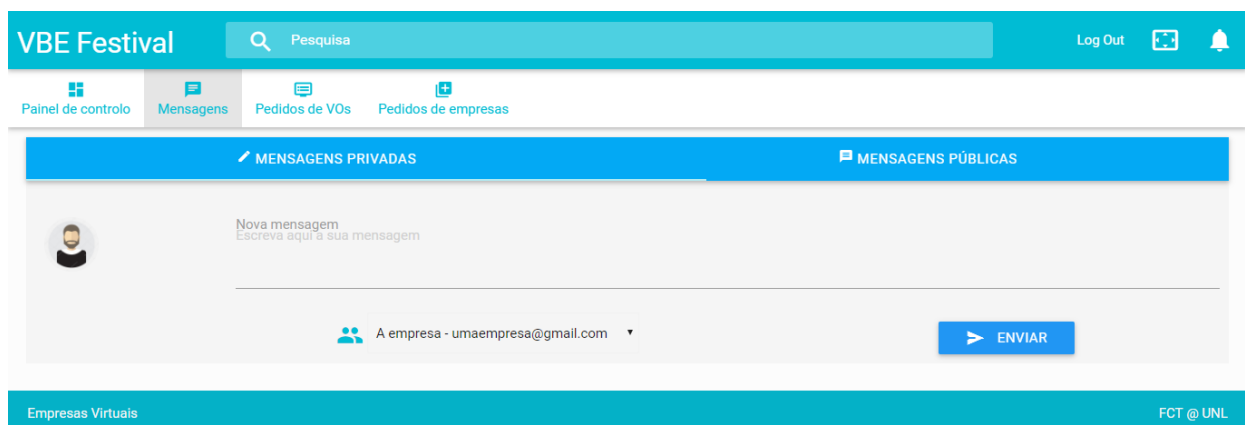 VBE Festival
Pesquisa
Log Out
Painel de controlo
Mensagens
Pedidos de VOs
Pedidos de empresas
MENSAGENS PRIVADAS
MENSAGENS PÚBLICAS
Nova mensagem
Escreva aqui a sua mensagem
A empresa - umaempresa@gmail.com
ENVIAR
Empresas Virtuais
FCT @ UNL